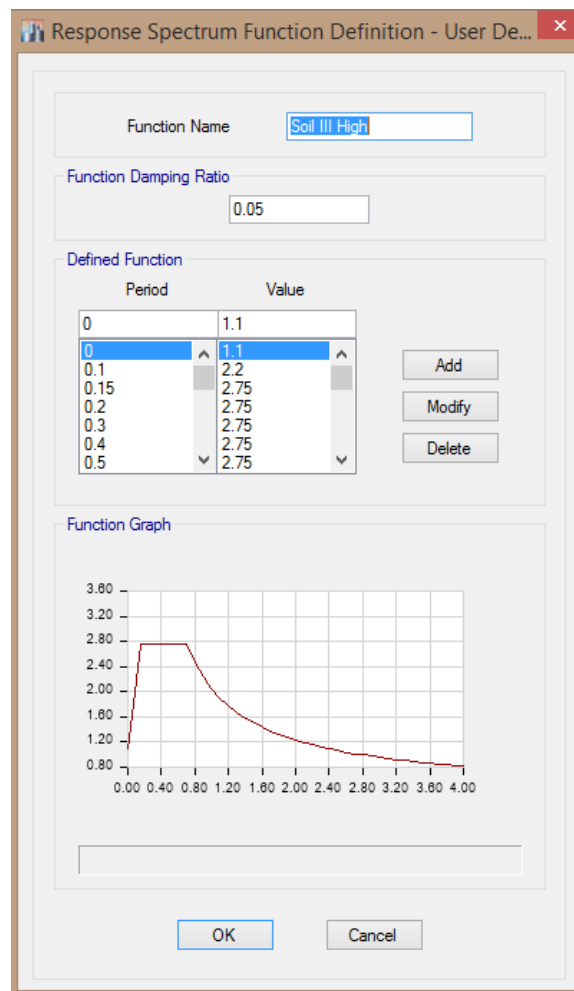 Response Spectrum Function Definition - User De...
Function Name Soil III High
Function Damping Ratio
0.05
Defined Function
Period Value
0 1.1
0 1.1
0.1 2.2
0.15 2.75
0.2 2.75
0.3 2.75
0.4 2.75
0.5 2.75
Add
Modify
Delete
Function Graph
3.60
3.20
2.80
2.40
2.00
1.60
1.20
0.80
0.00 0.40 0.80 1.20 1.60 2.00 2.40 2.80 3.20 3.60 4.00
OK Cancel